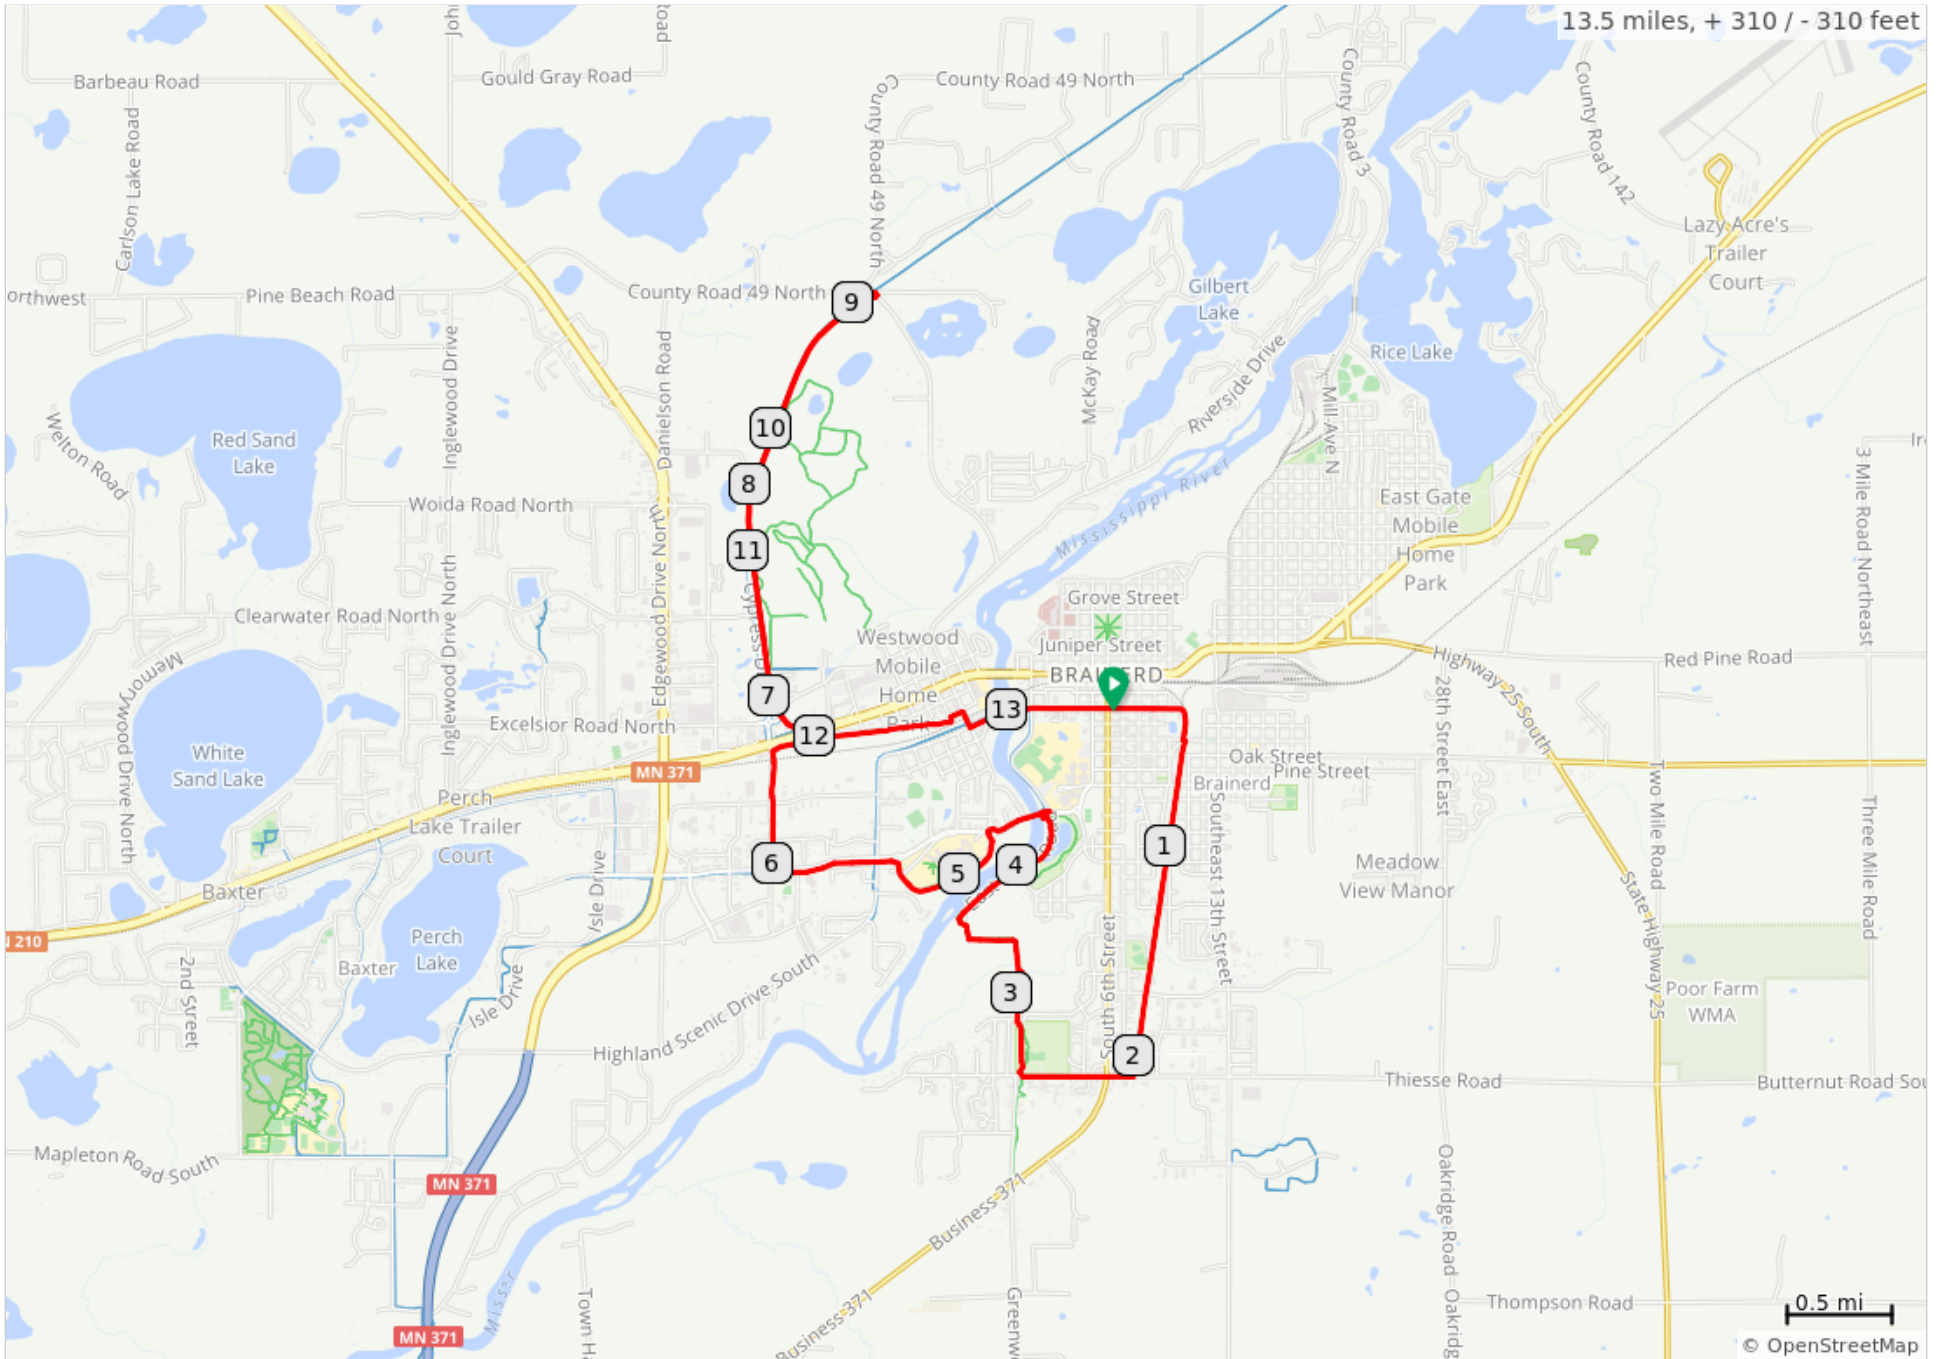 13.5 miles, + 310 / - 310 feet
Barbeau Road
Gould Gray Road
County Road 49 North
County Road 49 North
County Road 3
County Road 142
Carlson Lake Road
Lazy Acre's
Trailer
Court
orthwest
Pine Beach Road
County Road 49 North
9
Gilbert
Lake
Inglewood Drive
Danielson Road
McKay Road
Riverside Drive
Rice Lake
Mill Ave N
Welton Road
Red Sand
Lake
10
8
Woida Road North
11
Mississippi River
East Gate
Mobile
Home
Park
3 Mile Road Northeast
Edgewood Drive North
Inglewood Drive North
Clearwater Road North
Grove Street
Westwood
Mobile
Home
Park
Juniper Street
BRAINERD
Highway 25 South
Red Pine Road
Memorywood Drive North
Excelsior Road North
7
12
13
28th Street East
White
Sand Lake
MN 371
Oak Street
Pine Street
Brainerd
Two Mile Road
Three Mile Road
Perch
Lake Trailer
Court
Southeast 13th Street
1
6
5
4
Meadow
View Manor
Baxter
Isle Drive
N 210
Perch
Lake
Baxter
2nd Street
Isle Drive
Highland Scenic Drive South
South 6th Street
3
2
State Highway 25
Poor Farm
WMA
Thiesse Road
Butternut Road Sou
Mapleton Road South
MN 371
Business 371
Oakridge Road
Oakridg
Town Ha
Greenw
Business 371
Thompson Road
0.5 mi
MN 371
© OpenStreetMap